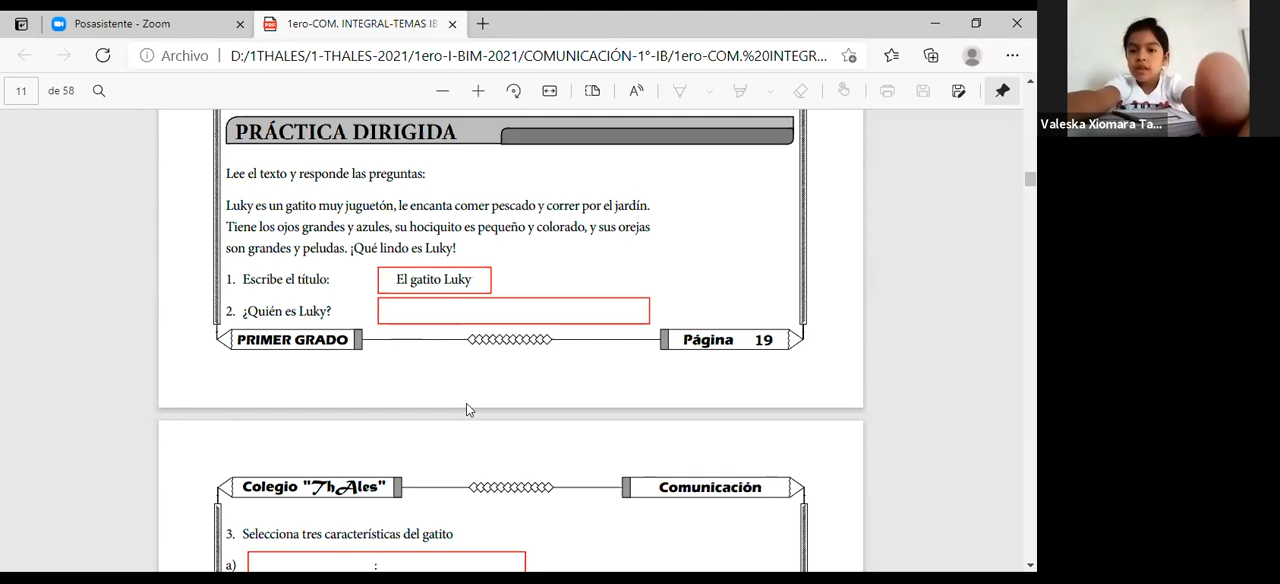 Posasistente - Zoom
1ero-COM. INTEGRAL-TEMAS IB
Archivo
D:/1THALES/1-THALES-2021/1ero-I-BIM-2021/COMUNICACIÓN-1°-IB/1ero-COM.%20INTEGR...
11 de 58
Valeska Xiomara Ta...
PRÁCTICA DIRIGIDA
Lee el texto y responde las preguntas:
Luky es un gatito muy juguetón, le encanta comer pescado y correr por el jardín.
Tiene los ojos grandes y azules, su hociquito es pequeño y colorado, y sus orejas
son grandes y peludas. ¡Qué lindo es Luky!
1. Escribe el título: El gatito Luky
2. ¿Quién es Luky?
PRIMER GRADO Página 19
Colegio "ThAles" Comunicación
3. Selecciona tres características del gatito
a) :